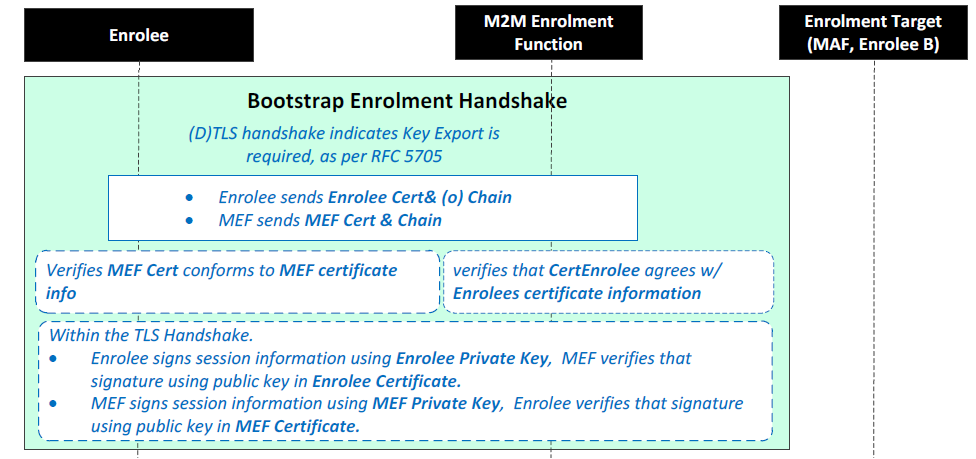 Enrolee
M2M Enrolment
Function
Enrolment Target
(MAF, Enrolee B)
Bootstrap Enrolment Handshake
(D)TLS handshake indicates Key Export is
required, as per RFC 5705
• Enrolee sends Enrolee Cert& (o) Chain
• MEF sends MEF Cert & Chain
Verifies MEF Cert conforms to MEF certificate
info
verifies that CertEnrolee agrees w/
Enrolees certificate information
Within the TLS Handshake.
• Enrolee signs session information using Enrolee Private Key, MEF verifies that
signature using public key in Enrolee Certificate.
• MEF signs session information using MEF Private Key, Enrolee verifies that signature
using public key in MEF Certificate.